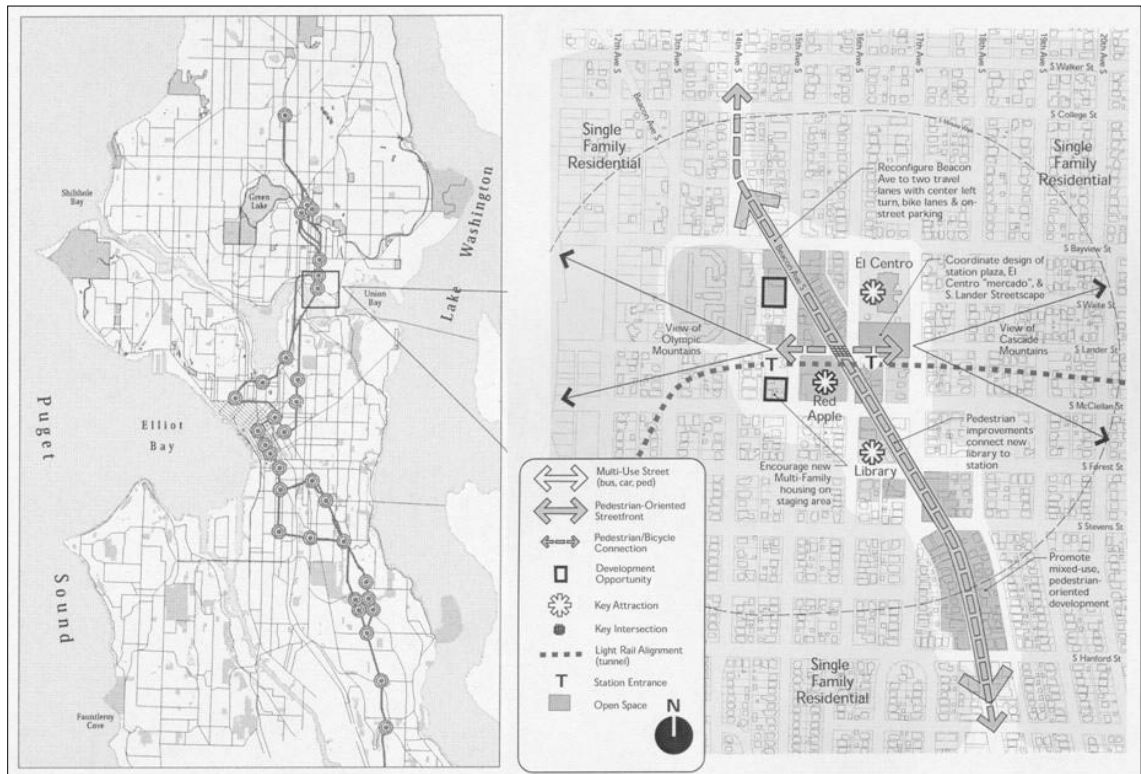 Shilshole
Bay
Green
Lake
Lake Washington
Union
Bay
Puget Sound
Elliot
Bay
Fauntleroy
Cove
12th Ave S
13th Ave S
14th Ave S
15th Ave S
16th Ave S
17th Ave S
18th Ave S
19th Ave S
20th Ave S
S Walker St
S College St
S Bayview St
S Waite St
S Lander St
S McClellan St
S Forest St
S Stevens St
S Hanford St
Beacon Ave S
Beacon Ave S
Single
Family
Residential
Single
Family
Residential
Reconfigure Beacon
Ave to two travel
lanes with center left
turn, bike lanes & on-
street parking
El Centro
Coordinate design of
station plaza, El
Centro "mercado", &
S. Lander Streetscape
View of
Olympic
Mountains
View of
Cascade
Mountains
T
T
Red
Apple
Library
Pedestrian
improvements
connect new
library to
station
Encourage new
Multi-Family
housing on
staging area
Promote
mixed-use,
pedestrian-
oriented
development
Single
Family
Residential
Multi-Use Street
(bus, car, ped)
Pedestrian-Oriented
Streetfront
Pedestrian/Bicycle
Connection
Development
Opportunity
Key Attraction
Key Intersection
Light Rail Alignment
(tunnel)
T Station Entrance
Open Space
N